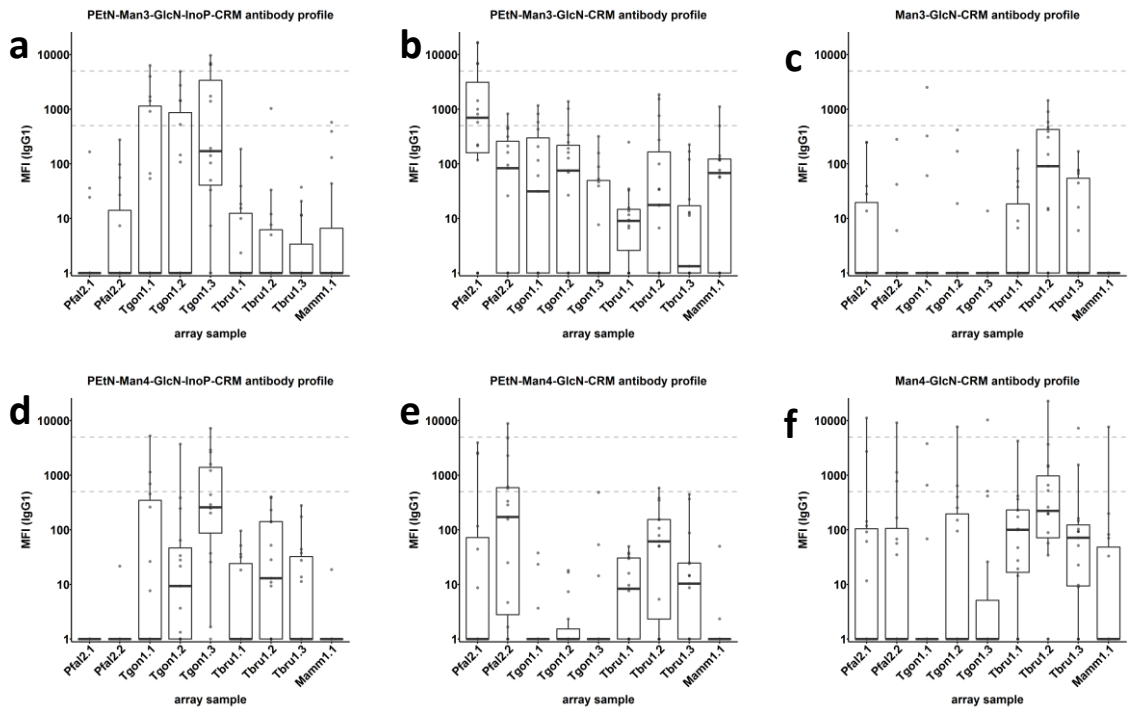 PEtN-Man3-GlcN-InoP-CRM antibody profile
a
10000
1000
100
10
1
MFI (IgG1)
Pfal2.1
Pfal2.2
Tgon1.1
Tgon1.2
Tgon1.3
Tbru1.1
Tbru1.2
Tbru1.3
Mamm1.1
array sample
PEtN-Man3-GlcN-CRM antibody profile
b
10000
1000
100
10
1
MFI (IgG1)
Pfal2.1
Pfal2.2
Tgon1.1
Tgon1.2
Tgon1.3
Tbru1.1
Tbru1.2
Tbru1.3
Mamm1.1
array sample
Man3-GlcN-CRM antibody profile
c
10000
1000
100
10
1
MFI (IgG1)
Pfal2.1
Pfal2.2
Tgon1.1
Tgon1.2
Tgon1.3
Tbru1.1
Tbru1.2
Tbru1.3
Mamm1.1
array sample
PEtN-Man4-GlcN-InoP-CRM antibody profile
d
10000
1000
100
10
1
MFI (IgG1)
Pfal2.1
Pfal2.2
Tgon1.1
Tgon1.2
Tgon1.3
Tbru1.1
Tbru1.2
Tbru1.3
Mamm1.1
array sample
PEtN-Man4-GlcN-CRM antibody profile
e
10000
1000
100
10
1
MFI (IgG1)
Pfal2.1
Pfal2.2
Tgon1.1
Tgon1.2
Tgon1.3
Tbru1.1
Tbru1.2
Tbru1.3
Mamm1.1
array sample
Man4-GlcN-CRM antibody profile
f
10000
1000
100
10
1
MFI (IgG1)
Pfal2.1
Pfal2.2
Tgon1.1
Tgon1.2
Tgon1.3
Tbru1.1
Tbru1.2
Tbru1.3
Mamm1.1
array sample